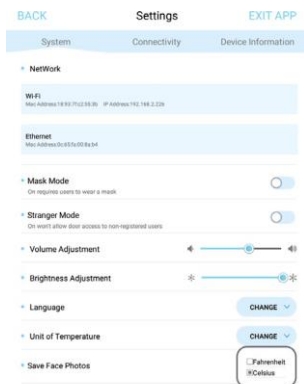 BACK Settings EXIT APP
System Connectivity Device Information
NetWork
Wi-Fi
Ethernet
Mask Mode
On requires users to wear a mask
Stranger Mode
On won't allow door access to non-registered users
Volume Adjustment
Brightness Adjustment
Language CHANGE
Unit of Temperature CHANGE
Fahrenheit
Save Face Photos
Celsius